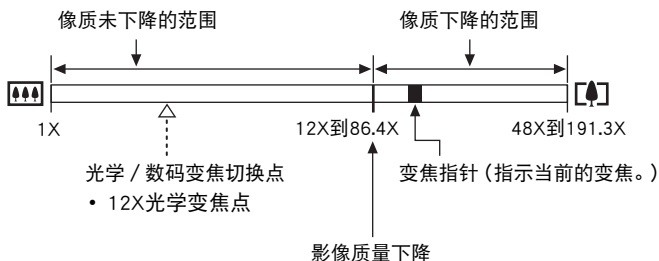 像质未下降的范围
像质下降的范围
1X
12X到86.4X
48X到191.3X
光学 / 数码变焦切换点
• 12X光学变焦点
变焦指针(指示当前的变焦。)
影像质量下降